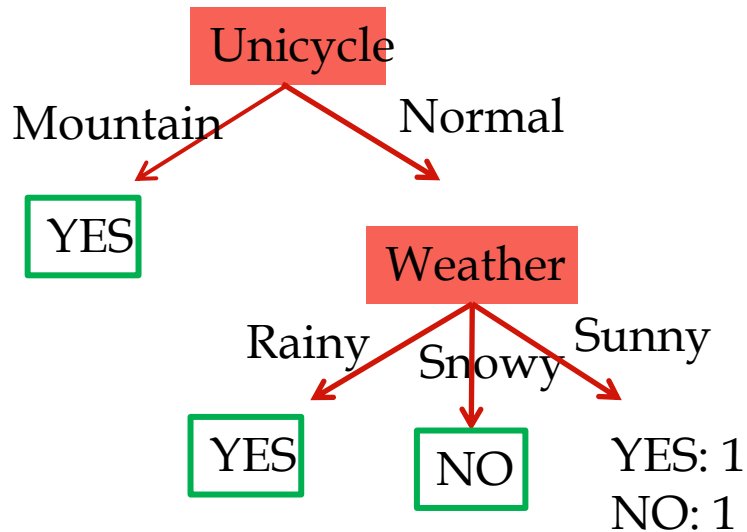 Unicycle
Mountain
Normal
YES
Weather
Rainy
Snowy
Sunny
YES
NO
YES: 1
NO: 1